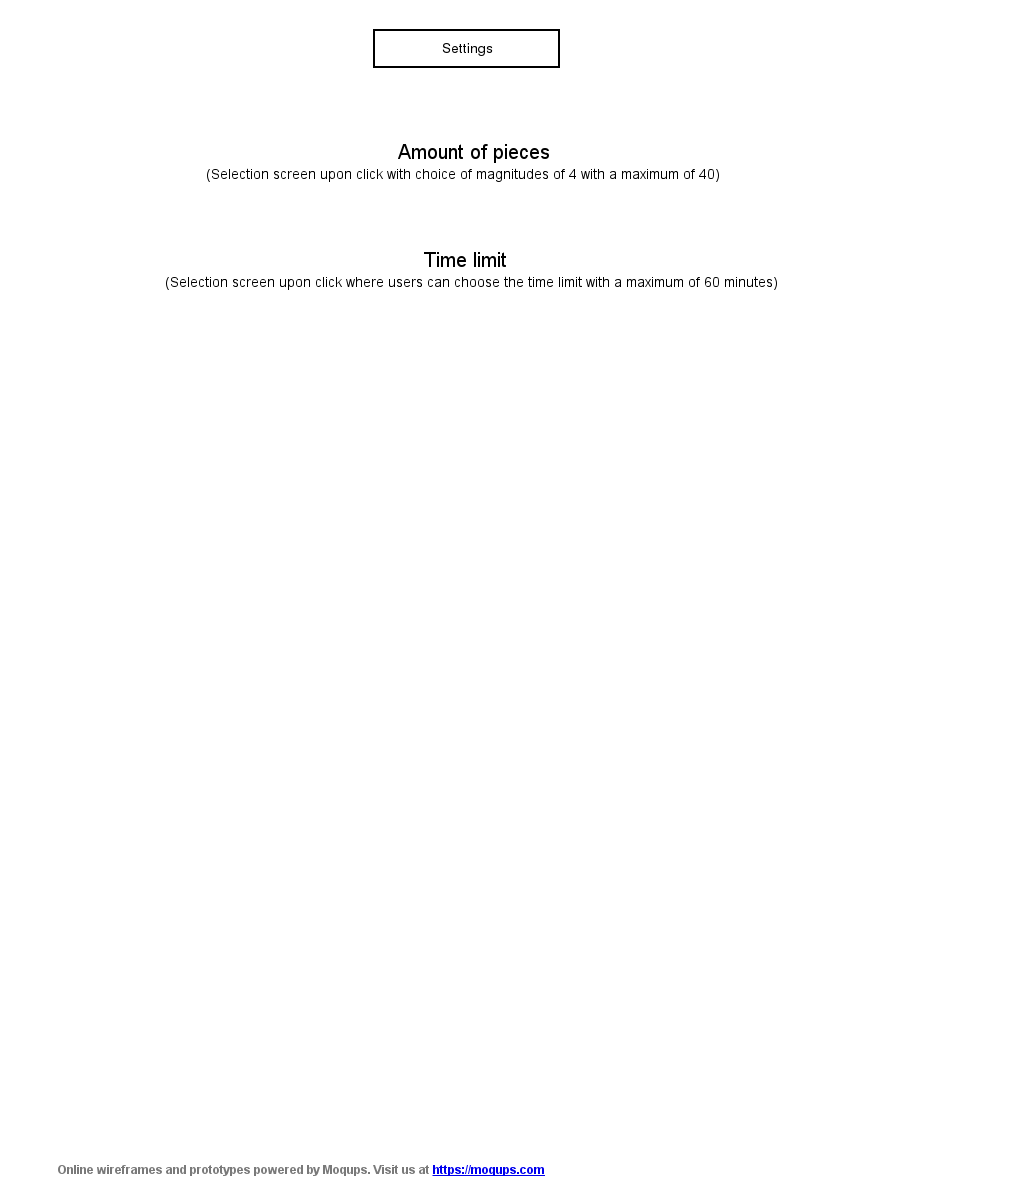 Settings
Amount of pieces
(Selection screen upon click with choice of magnitudes of 4 with a maximum of 40)
Time limit
(Selection screen upon click where users can choose the time limit with a maximum of 60 minutes)
Online wireframes and prototypes powered by Moqups. Visit us at https://moqups.com